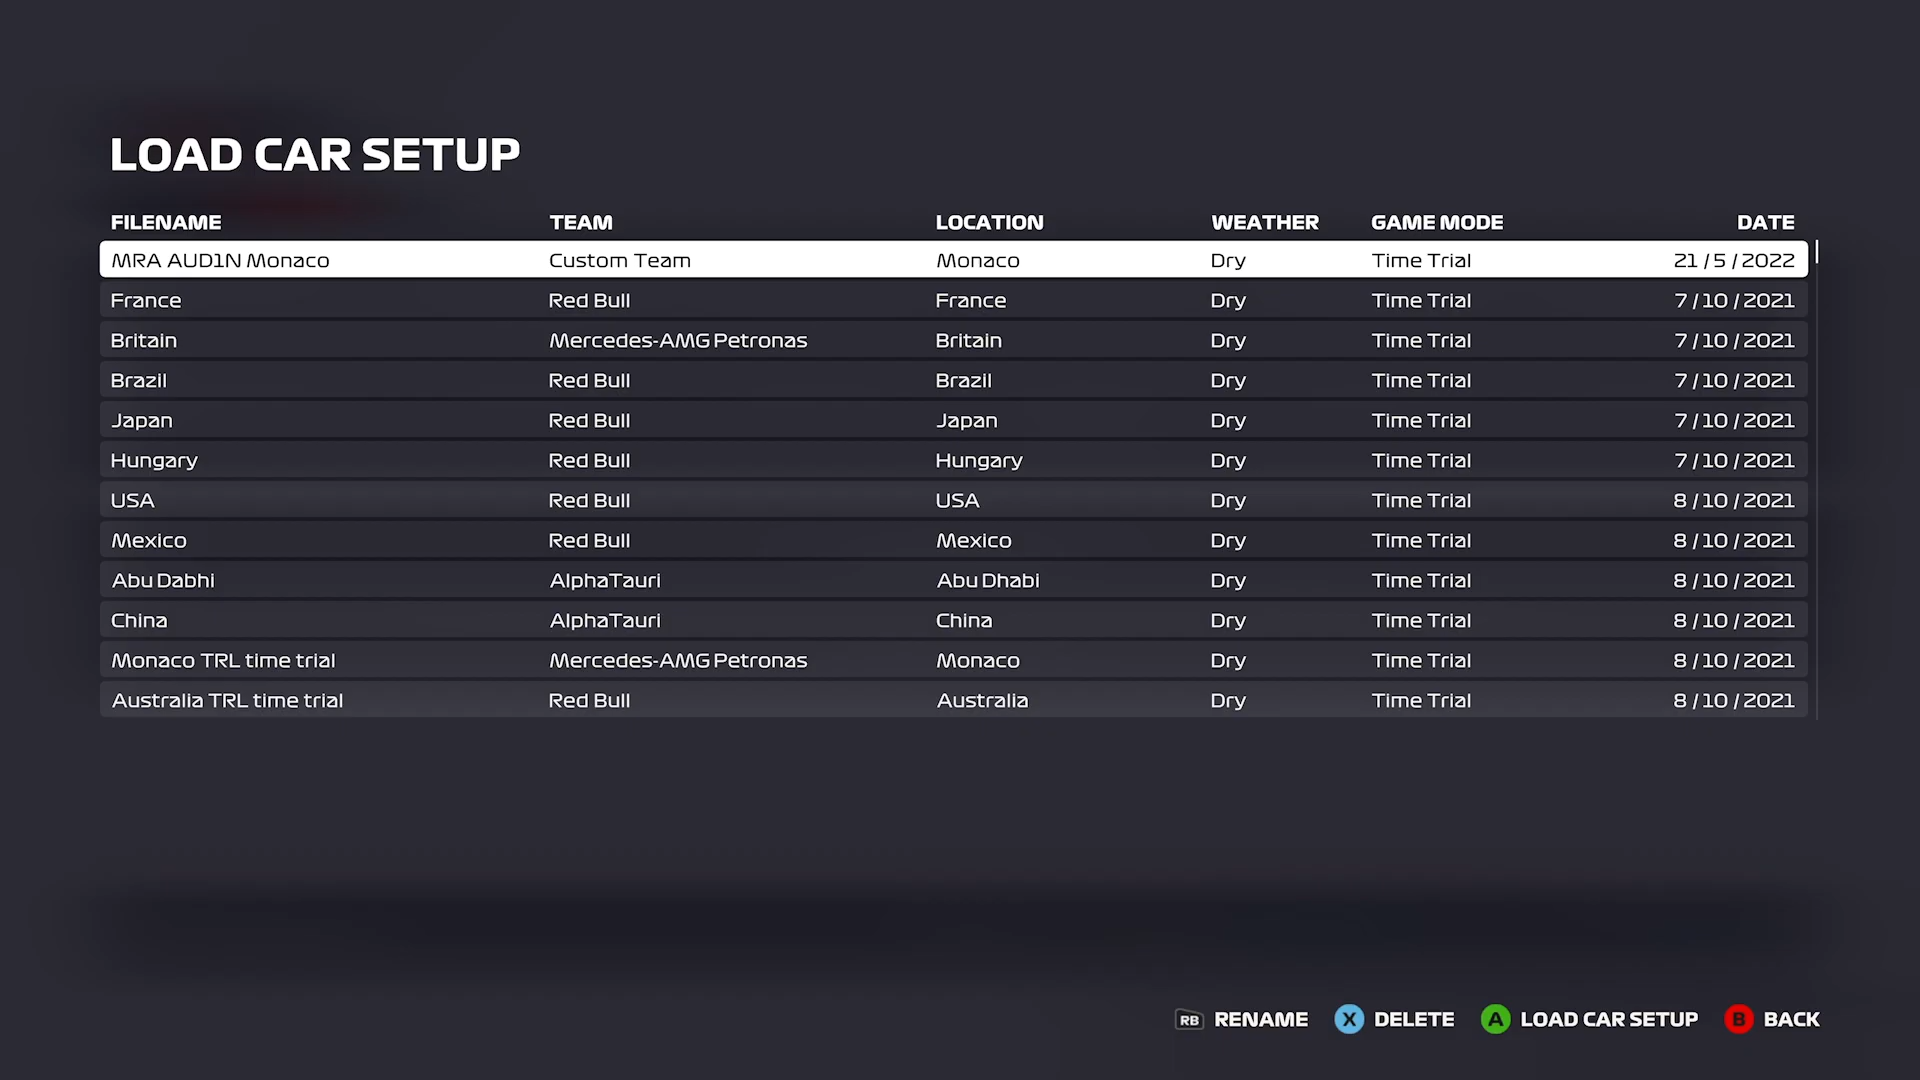 LOAD CAR SETUP
FILENAME TEAM LOCATION WEATHER GAME MODE DATE
MRA AUD1N Monaco Custom Team Monaco Dry Time Trial 21 / 5 / 2022
France Red Bull France Dry Time Trial 7 / 10 / 2021
Britain Mercedes-AMG Petronas Britain Dry Time Trial 7 / 10 / 2021
Brazil Red Bull Brazil Dry Time Trial 7 / 10 / 2021
Japan Red Bull Japan Dry Time Trial 7 / 10 / 2021
Hungary Red Bull Hungary Dry Time Trial 7 / 10 / 2021
USA Red Bull USA Dry Time Trial 8 / 10 / 2021
Mexico Red Bull Mexico Dry Time Trial 8 / 10 / 2021
Abu Dabhi AlphaTauri Abu Dhabi Dry Time Trial 8 / 10 / 2021
China AlphaTauri China Dry Time Trial 8 / 10 / 2021
Monaco TRL time trial Mercedes-AMG Petronas Monaco Dry Time Trial 8 / 10 / 2021
Australia TRL time trial Red Bull Australia Dry Time Trial 8 / 10 / 2021
RB RENAME X DELETE A LOAD CAR SETUP B BACK